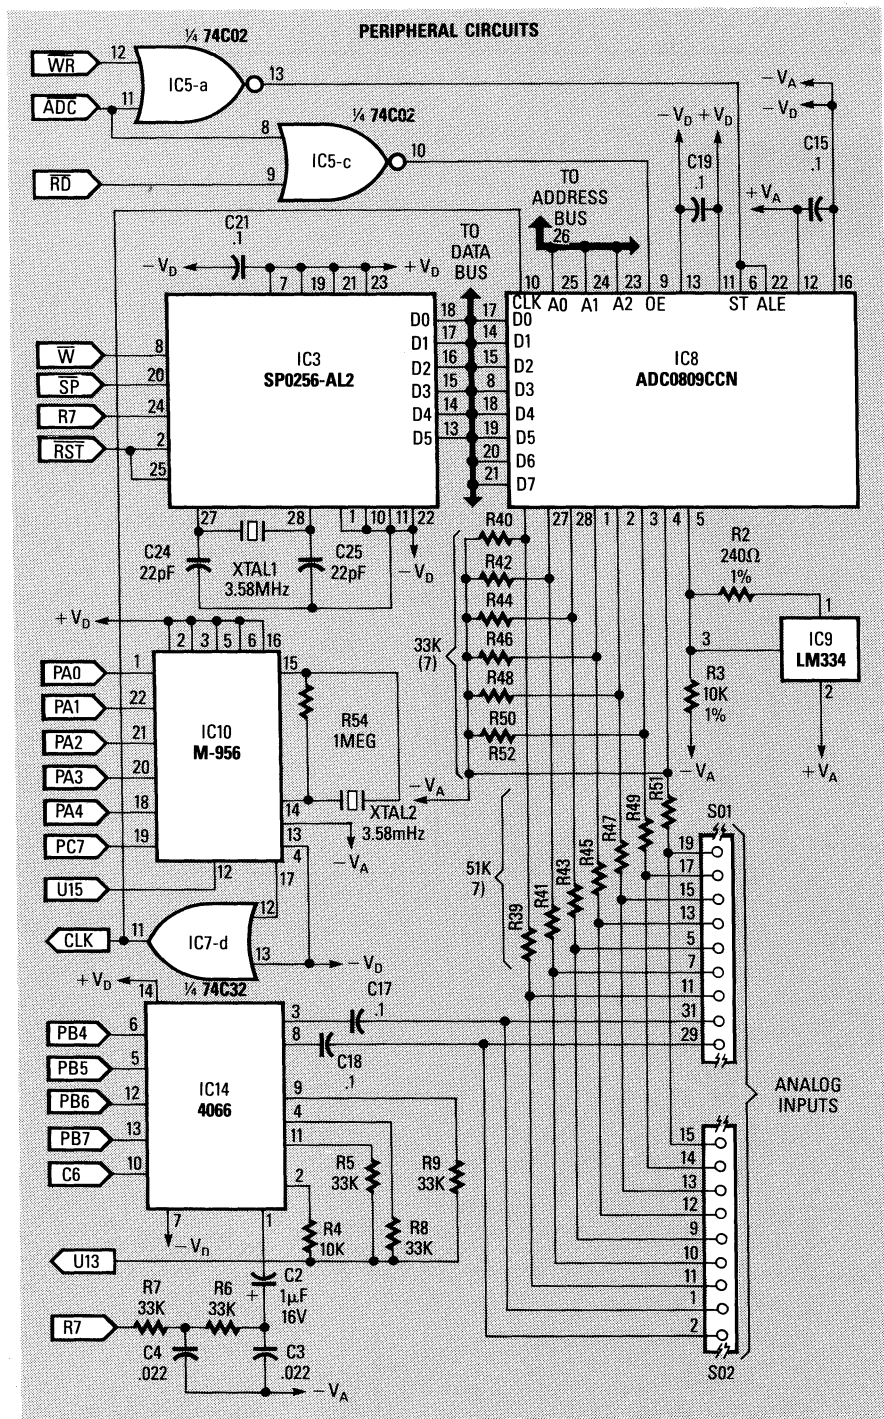 PERIPHERAL CIRCUITS
¼ 74C02
WR 12
IC5-a
13
ADC 11
¼ 74C02
8
IC5-c
10
RD 9
−VA
−VD
−VD +VD
C15
.1
C19
.1
+VA
TO
ADDRESS
BUS
26
TO
DATA
BUS
C21
.1
−VD
+VD
7 19 21 23
10 25 24 23 9 13 11 6 22 12 16
CLK A0 A1 A2 OE ST ALE
IC3
SP0256-AL2
IC8
ADC0809CCN
D0 18 17 D0
D1 17 14 D1
D2 16 15 D2
D3 15 8 D3
D4 14 18 D4
D5 13 19 D5
20 D6
21 D7
W 8
SP 20
R7 24
RST 2
25
27 28 1 10 11 22
C24
22pF
XTAL1
3.58MHz
C25
22pF
−VD
27 28 1 2 3 4 5
R40
R42
R44
R46
R48
R50
R52
33K
(7)
R2
240Ω
1%
1
IC9
LM334
3
2
R3
10K
1%
−VA
+VA
+VD
2 3 5 6 16
PA0 1
PA1 22
PA2 21
PA3 20
PA4 18
PC7 19
U15 12
IC10
M-956
15
R54
1MEG
14
XTAL2
3.58mHz
13
4
17
−VA
−VA
51K
7)
R39
R41
R43
R45
R47
R49
R51
CLK 11
IC7-d
12
13
−VD
¼ 74C32
+VD
14
PB4 6
PB5 5
PB6 12
PB7 13
C6 10
IC14
4066
3
8
9
4
11
2
7
1
−VD
C17
.1
C18
.1
R5
33K
R9
33K
R4
10K
R8
33K
U13
C2
1µF
16V
+
R7
R7
33K
R6
33K
C4
.022
C3
.022
−VA
S01
19
17
15
13
5
7
11
31
29
ANALOG
INPUTS
15
14
13
12
9
10
11
1
2
S02